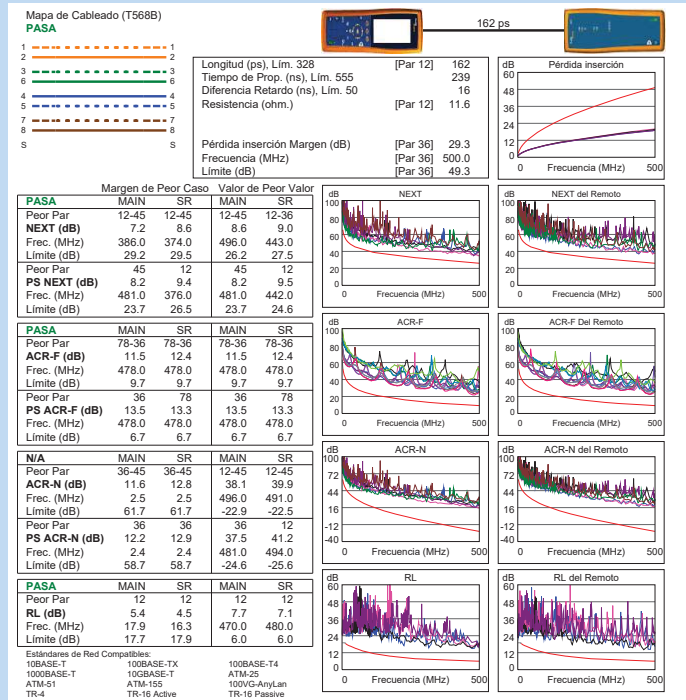 Mapa de Cableado (T568B)
PASA
1 1
2 2
3 3
6 6
4 4
5 5
7 7
8 8
S S
162 ps
Longitud (ps), Lím. 328 [Par 12] 162
Tiempo de Prop. (ns), Lím. 555 239
Diferencia Retardo (ns), Lím. 50 16
Resistencia (ohm.) [Par 12] 11.6
Pérdida inserción Margen (dB) [Par 36] 29.3
Frecuencia (MHz) [Par 36] 500.0
Límite (dB) [Par 36] 49.3
dB Pérdida inserción
60
48
36
24
12
0
0 Frecuencia (MHz) 500
Margen de Peor Caso Valor de Peor Valor
PASA MAIN SR MAIN SR
Peor Par 12-45 12-45 12-45 12-36
NEXT (dB) 7.2 8.6 8.6 9.0
Frec. (MHz) 386.0 374.0 496.0 443.0
Límite (dB) 29.2 29.5 26.2 27.5
Peor Par 45 12 45 12
PS NEXT (dB) 8.2 9.4 8.2 9.5
Frec. (MHz) 481.0 376.0 481.0 442.0
Límite (dB) 23.7 26.5 23.7 24.6
PASA MAIN SR MAIN SR
Peor Par 78-36 78-36 78-36 78-36
ACR-F (dB) 11.5 12.4 11.5 12.4
Frec. (MHz) 478.0 478.0 478.0 478.0
Límite (dB) 9.7 9.7 9.7 9.7
Peor Par 36 78 36 78
PS ACR-F (dB) 13.5 13.3 13.5 13.3
Frec. (MHz) 478.0 478.0 478.0 478.0
Límite (dB) 6.7 6.7 6.7 6.7
N/A MAIN SR MAIN SR
Peor Par 36-45 36-45 12-45 12-45
ACR-N (dB) 11.6 12.8 38.1 39.9
Frec. (MHz) 2.5 2.5 496.0 491.0
Límite (dB) 61.7 61.7 -22.9 -22.5
Peor Par 36 36 36 12
PS ACR-N (dB) 12.2 12.9 37.5 41.2
Frec. (MHz) 2.4 2.4 481.0 494.0
Límite (dB) 58.7 58.7 -24.6 -25.6
PASA MAIN SR MAIN SR
Peor Par 12 12 12 12
RL (dB) 5.4 4.5 7.7 7.1
Frec. (MHz) 17.9 16.3 470.0 480.0
Límite (dB) 17.7 17.9 6.0 6.0
Estándares de Red Compatibles:
10BASE-T 100BASE-TX 100BASE-T4
1000BASE-T 10GBASE-T ATM-25
ATM-51 ATM-155 100VG-AnyLan
TR-4 TR-16 Active TR-16 Passive
dB NEXT
100
80
60
40
20
0
0 Frecuencia (MHz) 500
dB NEXT del Remoto
100
80
60
40
20
0
0 Frecuencia (MHz) 500
dB ACR-F
100
80
60
40
20
0
0 Frecuencia (MHz) 500
dB ACR-F Del Remoto
100
80
60
40
20
0
0 Frecuencia (MHz) 500
dB ACR-N
100
72
44
16
-12
-40
0 Frecuencia (MHz) 500
dB ACR-N del Remoto
100
72
44
16
-12
-40
0 Frecuencia (MHz) 500
dB RL
60
48
36
24
12
0
0 Frecuencia (MHz) 500
dB RL del Remoto
60
48
36
24
12
0
0 Frecuencia (MHz) 500